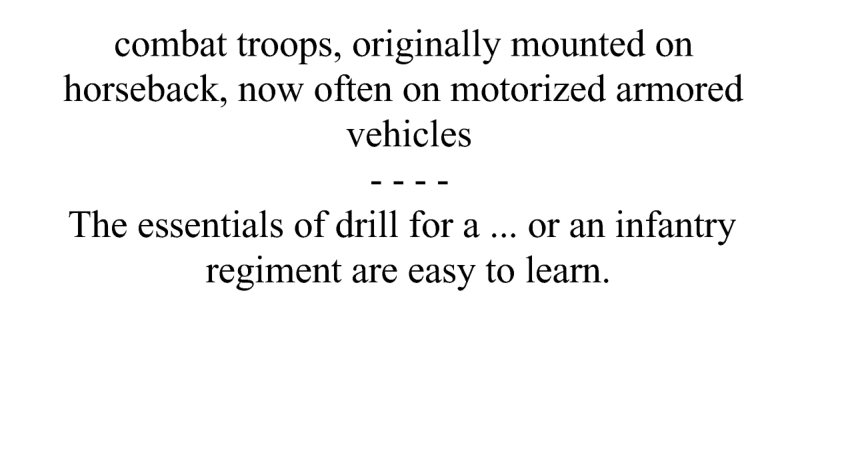 combat troops, originally mounted on
horseback, now often on motorized armored
vehicles
- - - -
The essentials of drill for a ... or an infantry
regiment are easy to learn.